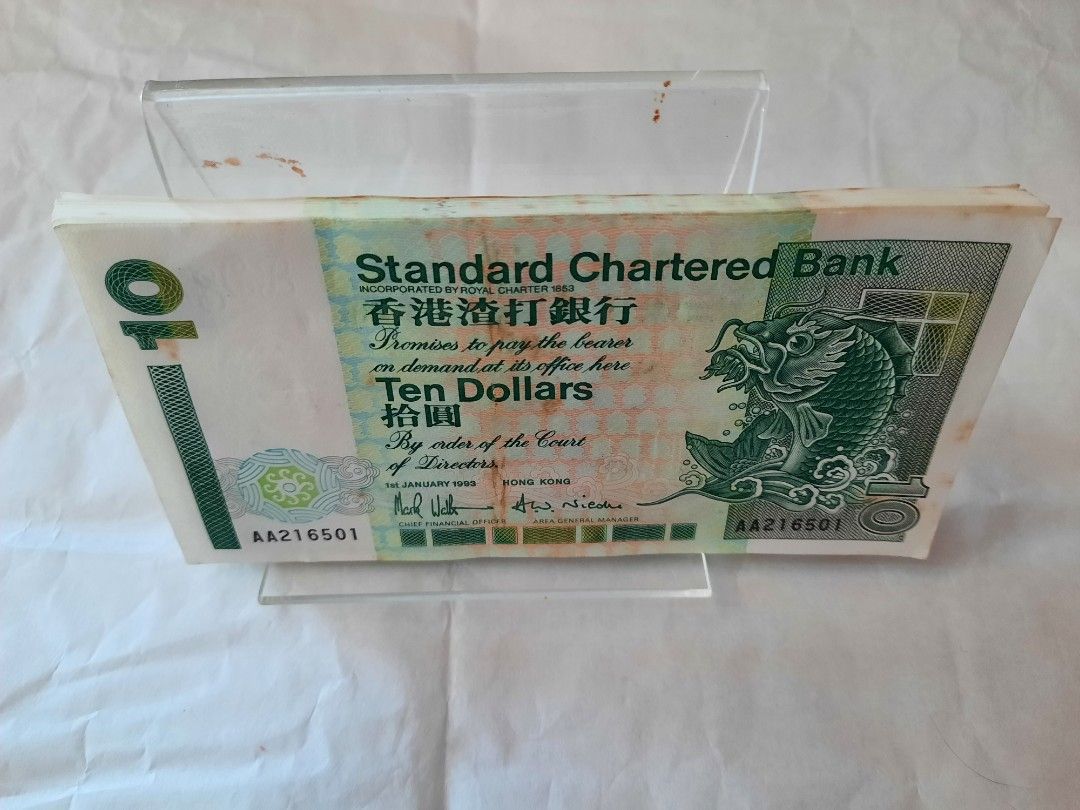 10
Standard Chartered Bank
INCORPORATED BY ROYAL CHARTER 1853
香港渣打銀行
Promises to pay the bearer
on demand at its office here
Ten Dollars
拾圓
By order of the Court
of Directors.
1st JANUARY 1993 HONG KONG
CHIEF FINANCIAL OFFICER AREA GENERAL MANAGER
AA216501
AA216501
10